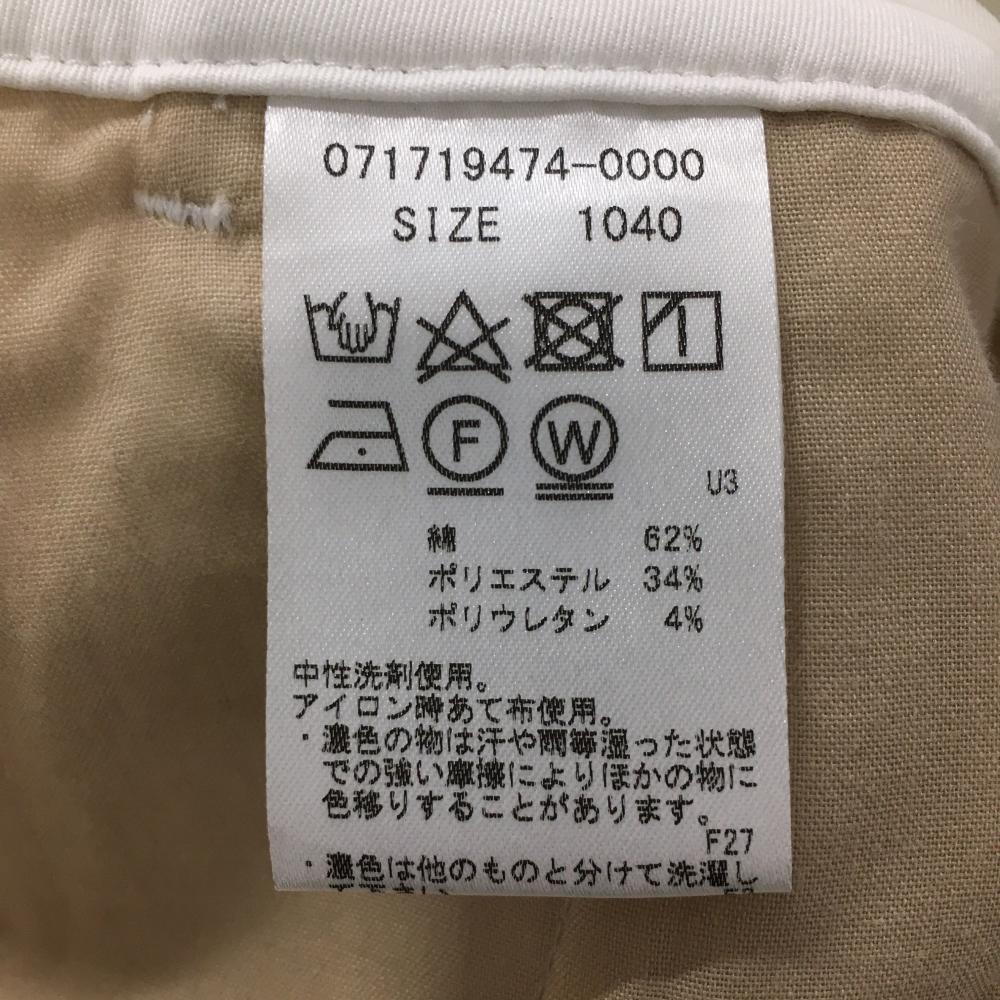 071719474-0000
SIZE 1040
F W
U3
綿 62%
ポリエステル 34%
ポリウレタン 4%
中性洗剤使用。
アイロン時あて布使用。
・濃色の物は汗や雨等湿った状態
での強い摩擦によりほかの物に
色移りすることがあります。
F27
・濃色は他のものと分けて洗濯し